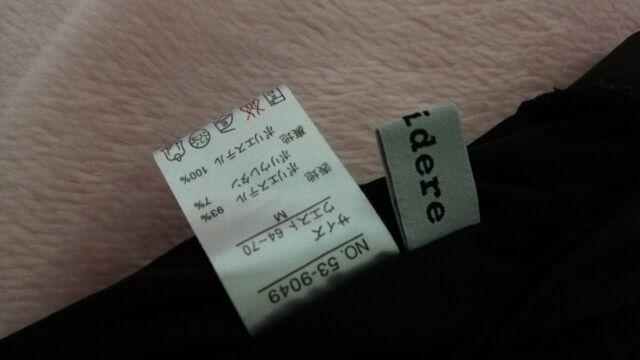 NO. 53-9049
サイズ
M
ウエスト 64~70
表地
ポリエステル 93%
ポリウレタン 7%
裏地
ポリエステル 100%
idere